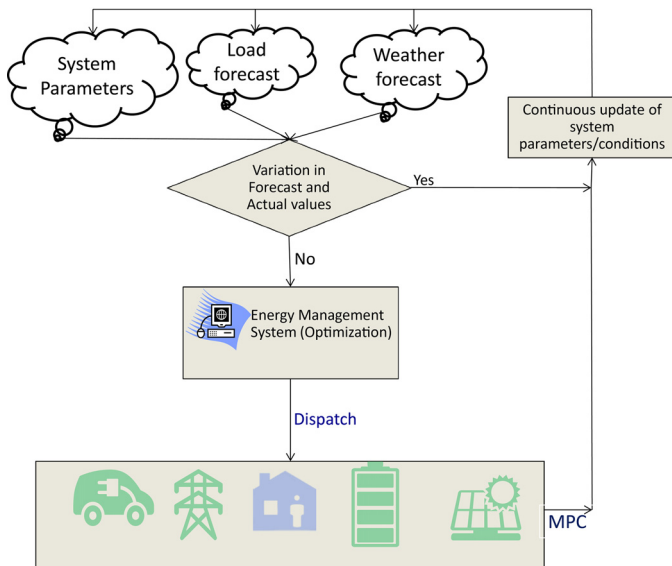 System
Parameters
Load
forecast
Weather
forecast
Continuous update of
system
parameters/conditions
Variation in
Forecast and
Actual values
Yes
No
Energy Management
System (Optimization)
Dispatch
MPC